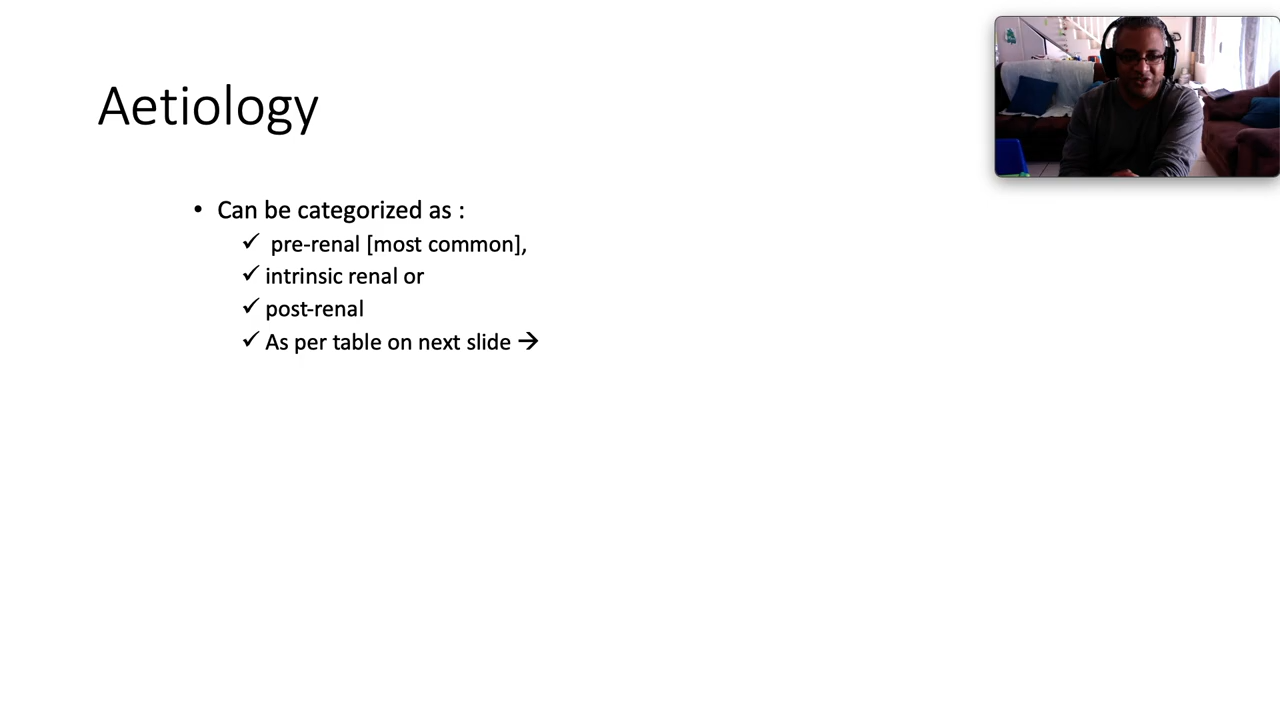 Aetiology
• Can be categorized as :
✓ pre-renal [most common],
✓ intrinsic renal or
✓ post-renal
✓ As per table on next slide →